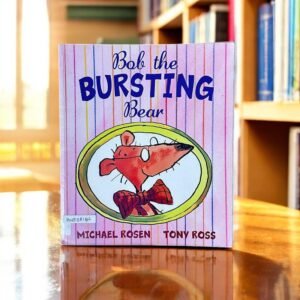 Bob the
BURSTING
Bear
MICHAEL ROSEN TONY ROSS